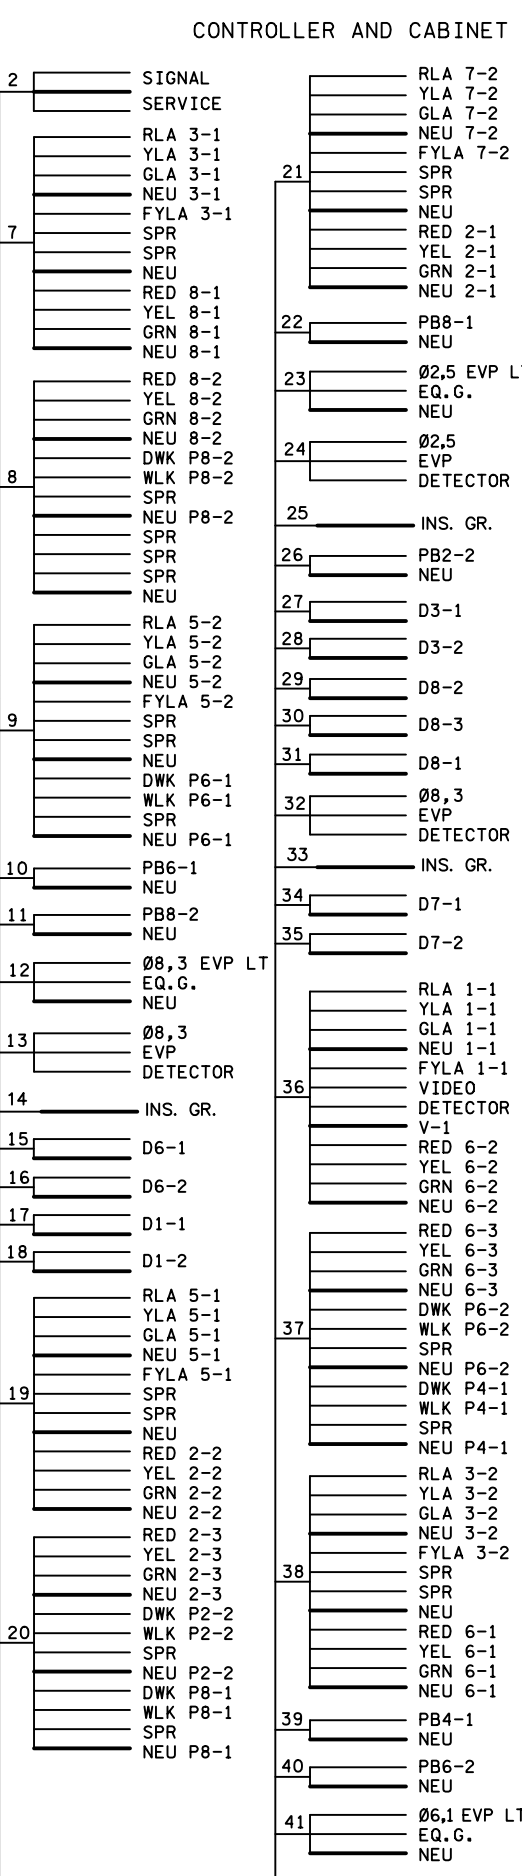 CONTROLLER AND CABINET
2
SIGNAL
SERVICE
7
RLA 3-1
YLA 3-1
GLA 3-1
NEU 3-1
FYLA 3-1
SPR
SPR
NEU
RED 8-1
YEL 8-1
GRN 8-1
NEU 8-1
8
RED 8-2
YEL 8-2
GRN 8-2
NEU 8-2
DWK P8-2
WLK P8-2
SPR
NEU P8-2
SPR
SPR
SPR
NEU
9
RLA 5-2
YLA 5-2
GLA 5-2
NEU 5-2
FYLA 5-2
SPR
SPR
NEU
DWK P6-1
WLK P6-1
SPR
NEU P6-1
10
PB6-1
NEU
11
PB8-2
NEU
12
Ø8,3 EVP LT
EQ.G.
NEU
13
Ø8,3
EVP
DETECTOR
14
INS. GR.
15
D6-1
16
D6-2
17
D1-1
18
D1-2
19
RLA 5-1
YLA 5-1
GLA 5-1
NEU 5-1
FYLA 5-1
SPR
SPR
NEU
RED 2-2
YEL 2-2
GRN 2-2
NEU 2-2
20
RED 2-3
YEL 2-3
GRN 2-3
NEU 2-3
DWK P2-2
WLK P2-2
SPR
NEU P2-2
DWK P8-1
WLK P8-1
SPR
NEU P8-1
21
RLA 7-2
YLA 7-2
GLA 7-2
NEU 7-2
FYLA 7-2
SPR
SPR
NEU
RED 2-1
YEL 2-1
GRN 2-1
NEU 2-1
22
PB8-1
NEU
23
Ø2,5 EVP LT
EQ.G.
NEU
24
Ø2,5
EVP
DETECTOR
25
INS. GR.
26
PB2-2
NEU
27
D3-1
28
D3-2
29
D8-2
30
D8-3
31
D8-1
32
Ø8,3
EVP
DETECTOR
33
INS. GR.
34
D7-1
35
D7-2
36
RLA 1-1
YLA 1-1
GLA 1-1
NEU 1-1
FYLA 1-1
VIDEO
DETECTOR
V-1
RED 6-2
YEL 6-2
GRN 6-2
NEU 6-2
37
RED 6-3
YEL 6-3
GRN 6-3
NEU 6-3
DWK P6-2
WLK P6-2
SPR
NEU P6-2
DWK P4-1
WLK P4-1
SPR
NEU P4-1
38
RLA 3-2
YLA 3-2
GLA 3-2
NEU 3-2
FYLA 3-2
SPR
SPR
NEU
RED 6-1
YEL 6-1
GRN 6-1
NEU 6-1
39
PB4-1
NEU
40
PB6-2
NEU
41
Ø6,1 EVP LT
EQ.G.
NEU